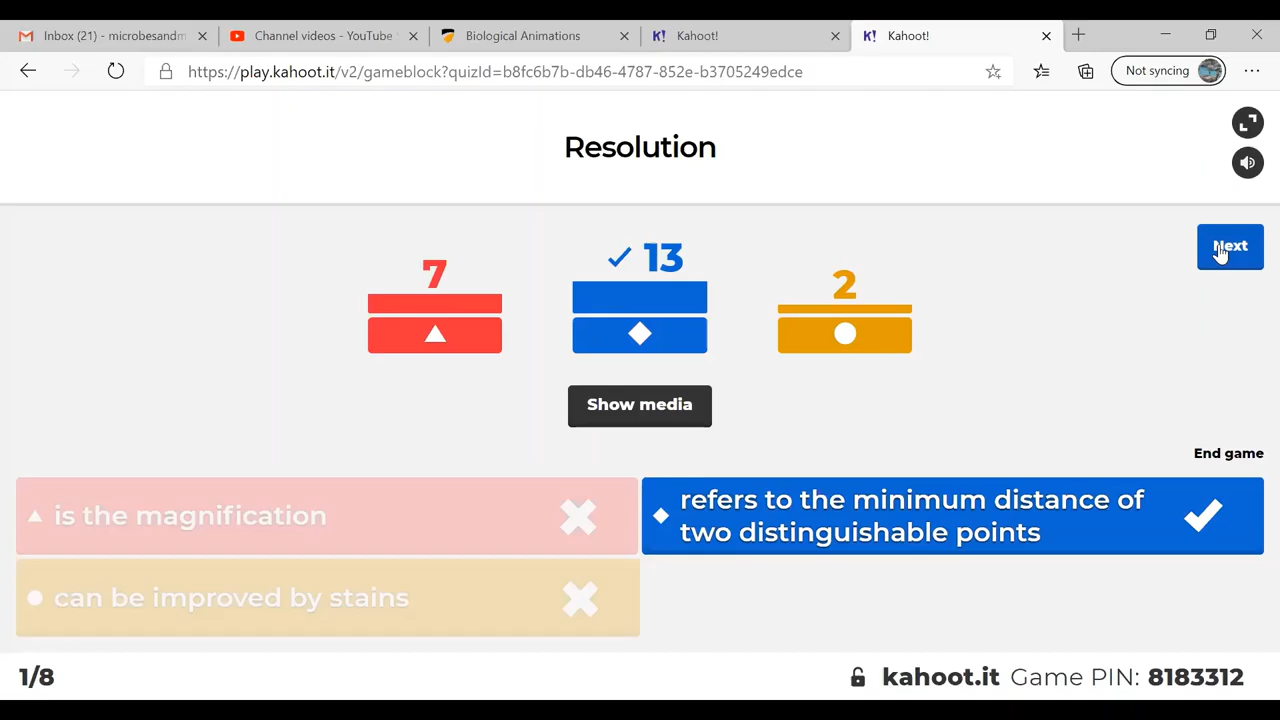 Inbox (21) - microbesandm
Channel videos - YouTube
Biological Animations
K! Kahoot!
K! Kahoot!
https://play.kahoot.it/v2/gameblock?quizId=b8fc6b7b-db46-4787-852e-b3705249edce
Not syncing
Resolution
Next
7
13
2
Show media
End game
is the magnification
refers to the minimum distance of
two distinguishable points
can be improved by stains
1/8
kahoot.it Game PIN: 8183312